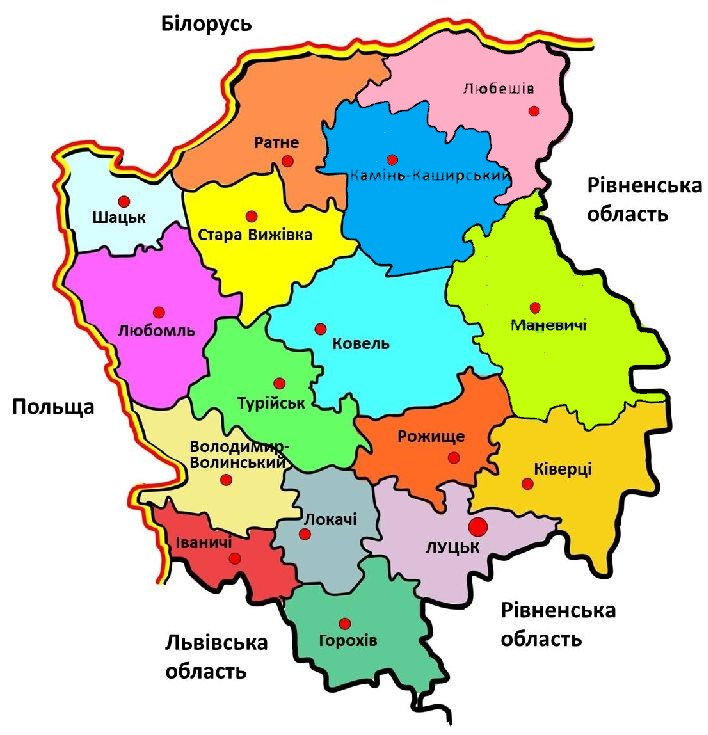 Білорусь
Любешів
Ратне
Камінь-Каширський
Рівненська
область
Шацьк
Стара Вижівка
Любомль
Ковель
Маневичі
Польща
Турійськ
Рожище
Володимир-
Волинський
Ківерці
Локачі
Іваничі
ЛУЦЬК
Рівненська
область
Львівська
область
Горохів